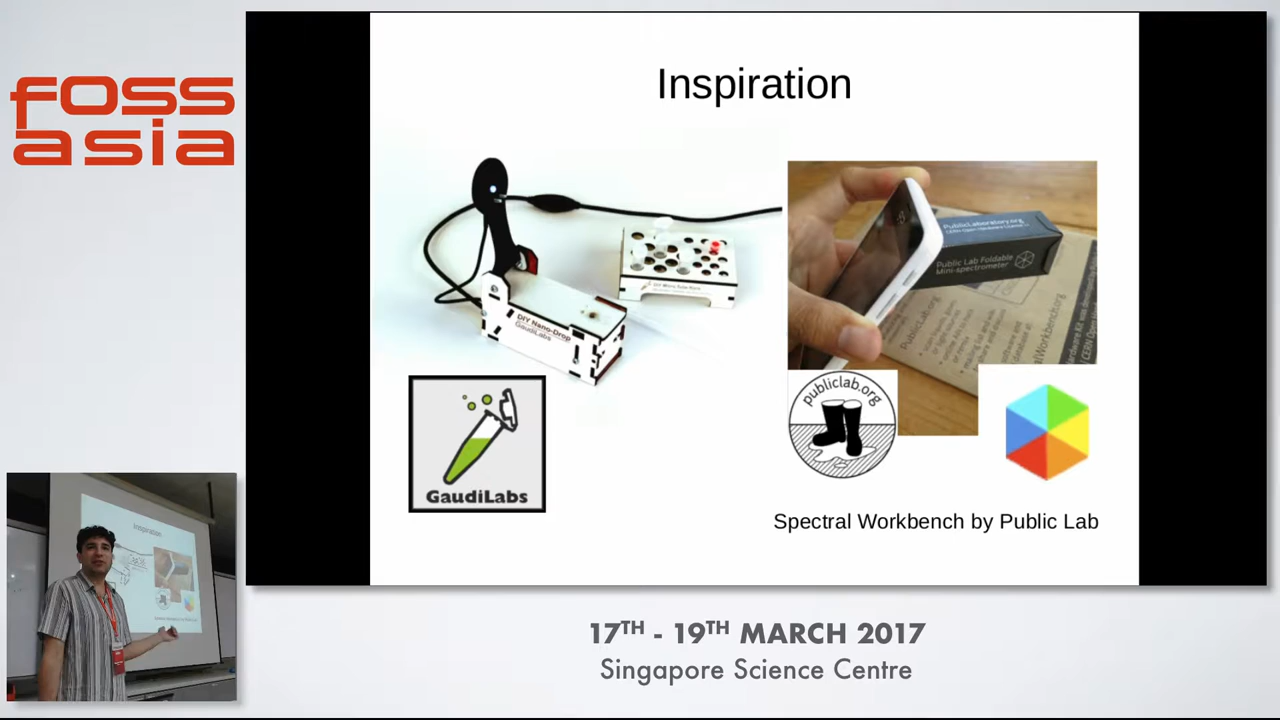 foss
asia
Inspiration
DIY Nano-Drop
GaudiLabs
GaudiLabs
PublicLaboratory.org
Public Lab Foldable
Mini-spectrometer
publiclab.org
Spectral Workbench by Public Lab
Inspiration
17TH - 19TH MARCH 2017
Singapore Science Centre